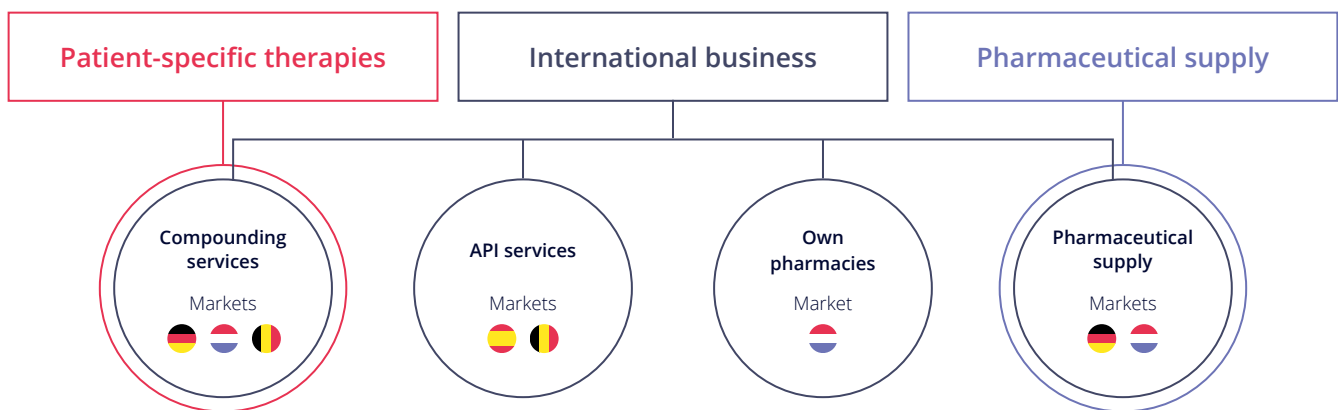 Patient-specific therapies
International business
Pharmaceutical supply
Compounding
services
Markets
API services
Markets
Own
pharmacies
Market
Pharmaceutical
supply
Markets